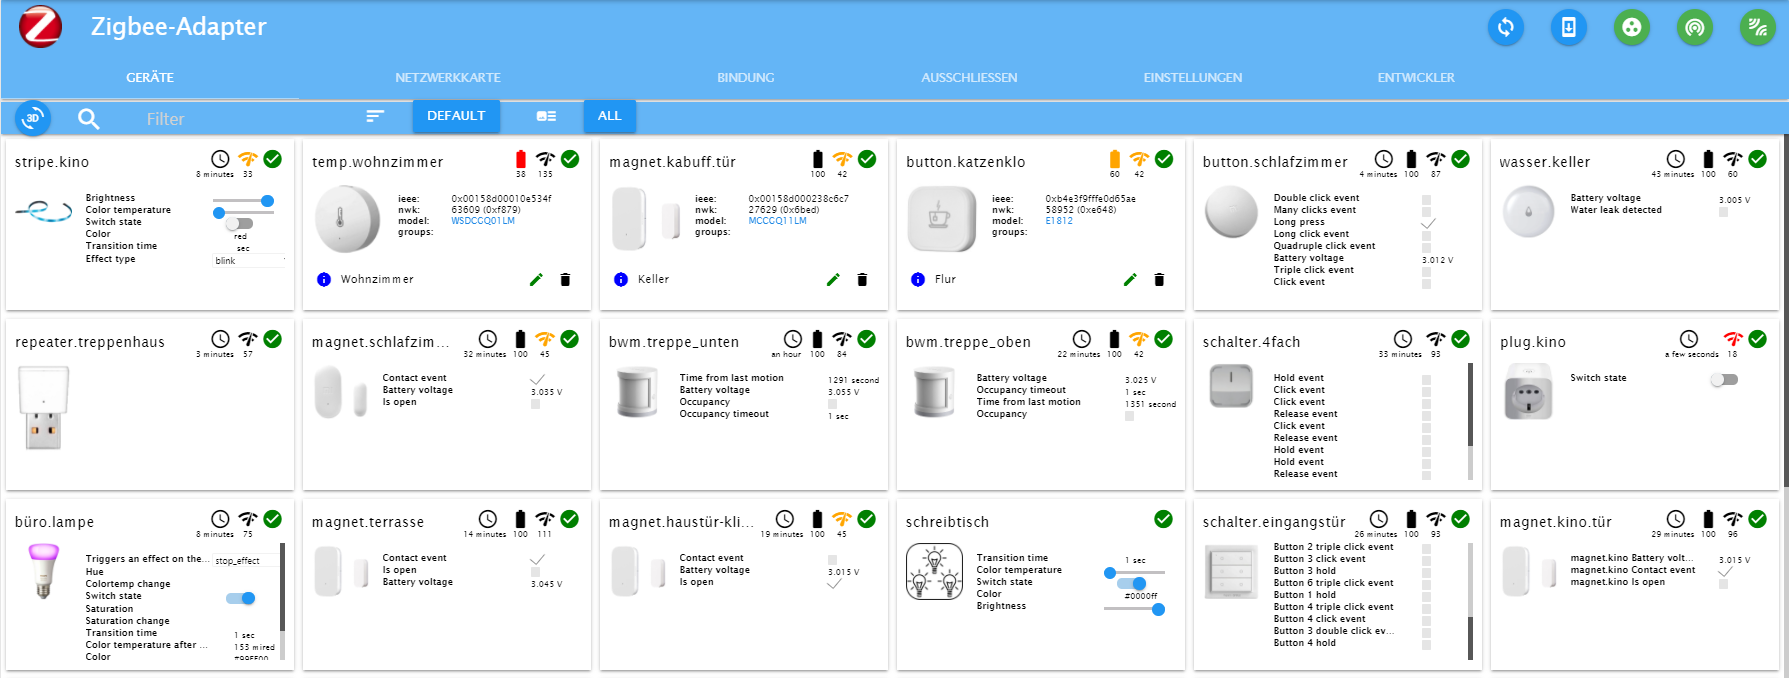 Zigbee-Adapter
GERÄTE NETZWERKKARTE BINDUNG AUSSCHLIESSEN EINSTELLUNGEN ENTWICKLER
3D Filter DEFAULT ALL
stripe.kino
8 minutes 33
Brightness
Color temperature
Switch state
Color red
Transition time sec
Effect type blink
temp.wohnzimmer
38 135
ieee: 0x00158d00010e534f
nwk: 63609 (0xf879)
model: WSDCGQ01LM
groups:
Wohnzimmer
magnet.kabuff.tür
100 42
ieee: 0x00158d000238c6c7
nwk: 27629 (0x6bed)
model: MCCGQ11LM
groups:
Keller
button.katzenklo
60 42
ieee: 0xb4e3f9fffe0d65ae
nwk: 58952 (0xe648)
model: E1812
groups:
Flur
button.schlafzimmer
4 minutes 100 87
Double click event
Many clicks event
Long press
Long click event
Quadruple click event
Battery voltage 3.012 V
Triple click event
Click event
wasser.keller
43 minutes 100 60
Battery voltage 3.005 V
Water leak detected
repeater.treppenhaus
3 minutes 57
magnet.schlafzim...
32 minutes 100 45
Contact event
Battery voltage 3.035 V
Is open
bwm.treppe_unten
an hour 100 84
Time from last motion 1291 second
Battery voltage 3.055 V
Occupancy
Occupancy timeout 1 sec
bwm.treppe_oben
22 minutes 100 42
Battery voltage 3.025 V
Occupancy timeout 1 sec
Time from last motion 1351 second
Occupancy
schalter.4fach
33 minutes 93
Hold event
Click event
Click event
Release event
Click event
Release event
Hold event
Hold event
Release event
plug.kino
a few seconds 18
Switch state
büro.lampe
8 minutes 75
Triggers an effect on the... stop_effect
Hue
Colortemp change
Switch state
Saturation
Saturation change
Transition time 1 sec
Color temperature after ... 153 mired
Color #99FF00
magnet.terrasse
14 minutes 100 111
Contact event
Is open
Battery voltage 3.045 V
magnet.haustür-kli...
19 minutes 100 45
Contact event
Battery voltage 3.015 V
Is open
schreibtisch
Transition time 1 sec
Color temperature
Switch state
Color #0000ff
Brightness
schalter.eingangstür
26 minutes 100 93
Button 2 triple click event
Button 3 click event
Button 3 hold
Button 6 triple click event
Button 1 hold
Button 4 triple click event
Button 4 click event
Button 3 double click ev...
Button 4 hold
magnet.kino.tür
29 minutes 100 96
magnet.kino Battery volt... 3.015 V
magnet.kino Contact event
magnet.kino Is open